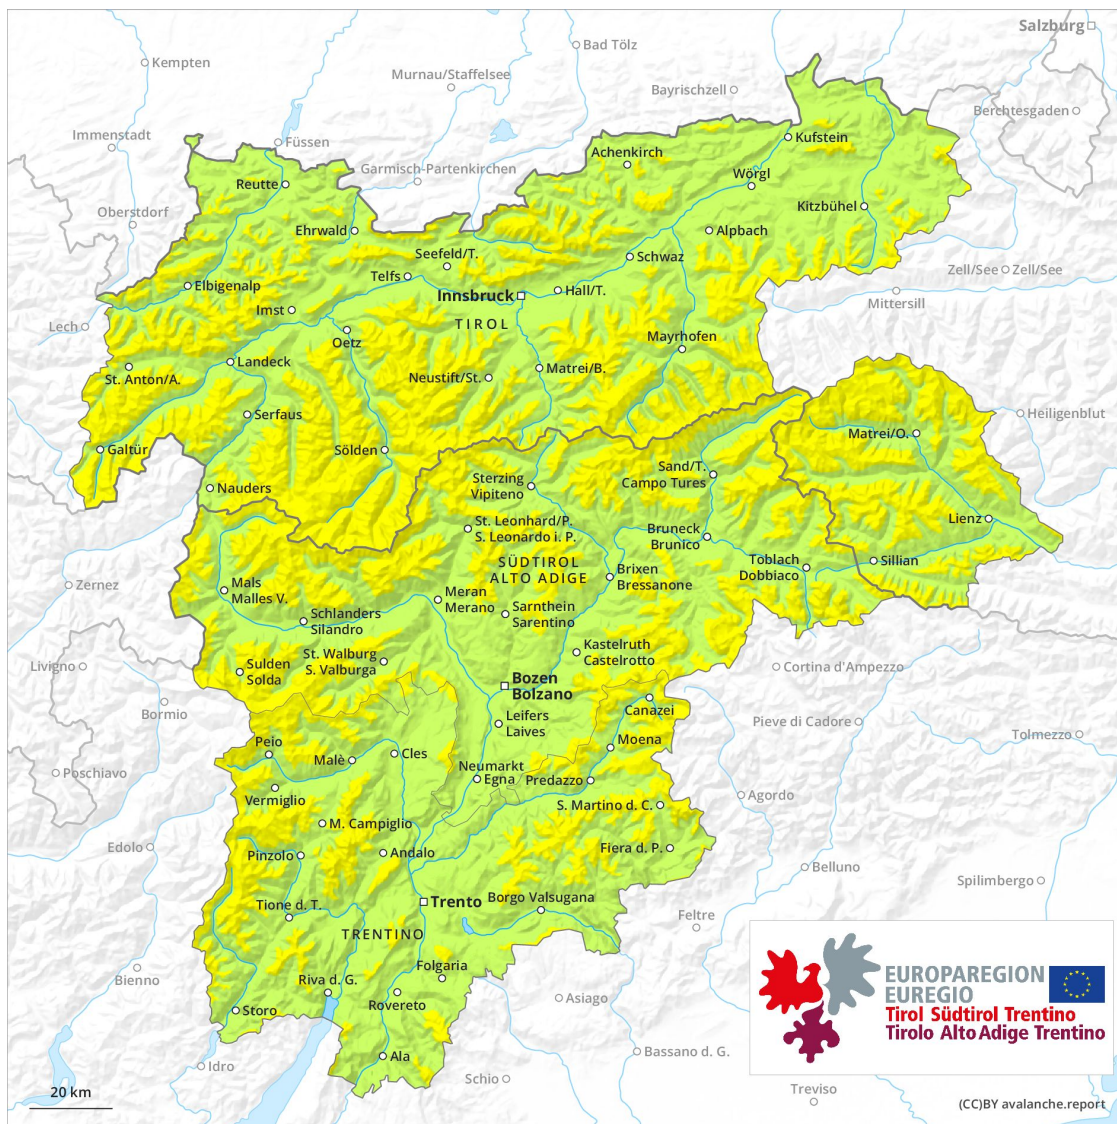 Salzburg
Bad Tölz
Kempten
Murnau/Staffelsee
Bayrischzell
Berchtesgaden
Immenstadt
Füssen
Kufstein
Achenkirch
Garmisch-Partenkirchen
Wörgl
Reutte
Oberstdorf
Kitzbühel
Ehrwald
Alpbach
Seefeld/T.
Schwaz
Telfs
Zell/See
Zell/See
Elbigenalp
Innsbruck
Hall/T.
Mittersill
Imst
TIROL
Lech
Oetz
Mayrhofen
Landeck
Matrei/B.
St. Anton/A.
Neustift/St.
Serfaus
Heiligenblut
Matrei/O.
Galtür
Sölden
Sand/T.
Campo Tures
Sterzing
Vipiteno
Nauders
Lienz
St. Leonhard/P.
S. Leonardo i. P.
Bruneck
Brunico
SÜDTIROL
ALTO ADIGE
Toblach
Dobbiaco
Sillian
Brixen
Bressanone
Zernez
Mals
Malles V.
Meran
Merano
Sarnthein
Sarentino
Schlanders
Silandro
Kastelruth
Castelrotto
St. Walburg
S. Valburga
Livigno
Sulden
Solda
Cortina d'Ampezzo
Bozen
Bolzano
Canazei
Bormio
Leifers
Laives
Pieve di Cadore
Tolmezzo
Peio
Moena
Cles
Malè
Poschiavo
Neumarkt
Egna
Predazzo
Vermiglio
Agordo
S. Martino d. C.
M. Campiglio
Edolo
Pinzolo
Andalo
Fiera d. P.
Belluno
Spilimbergo
Tione d. T.
Trento
Borgo Valsugana
Feltre
TRENTINO
Folgaria
Bienno
Riva d. G.
Rovereto
Asiago
Storo
EUROPAREGION
EUREGIO
Tirol Südtirol Trentino
Tirolo Alto Adige Trentino
Ala
Bassano d. G.
Idro
Schio
Treviso
20 km
(CC)BY avalanche.report